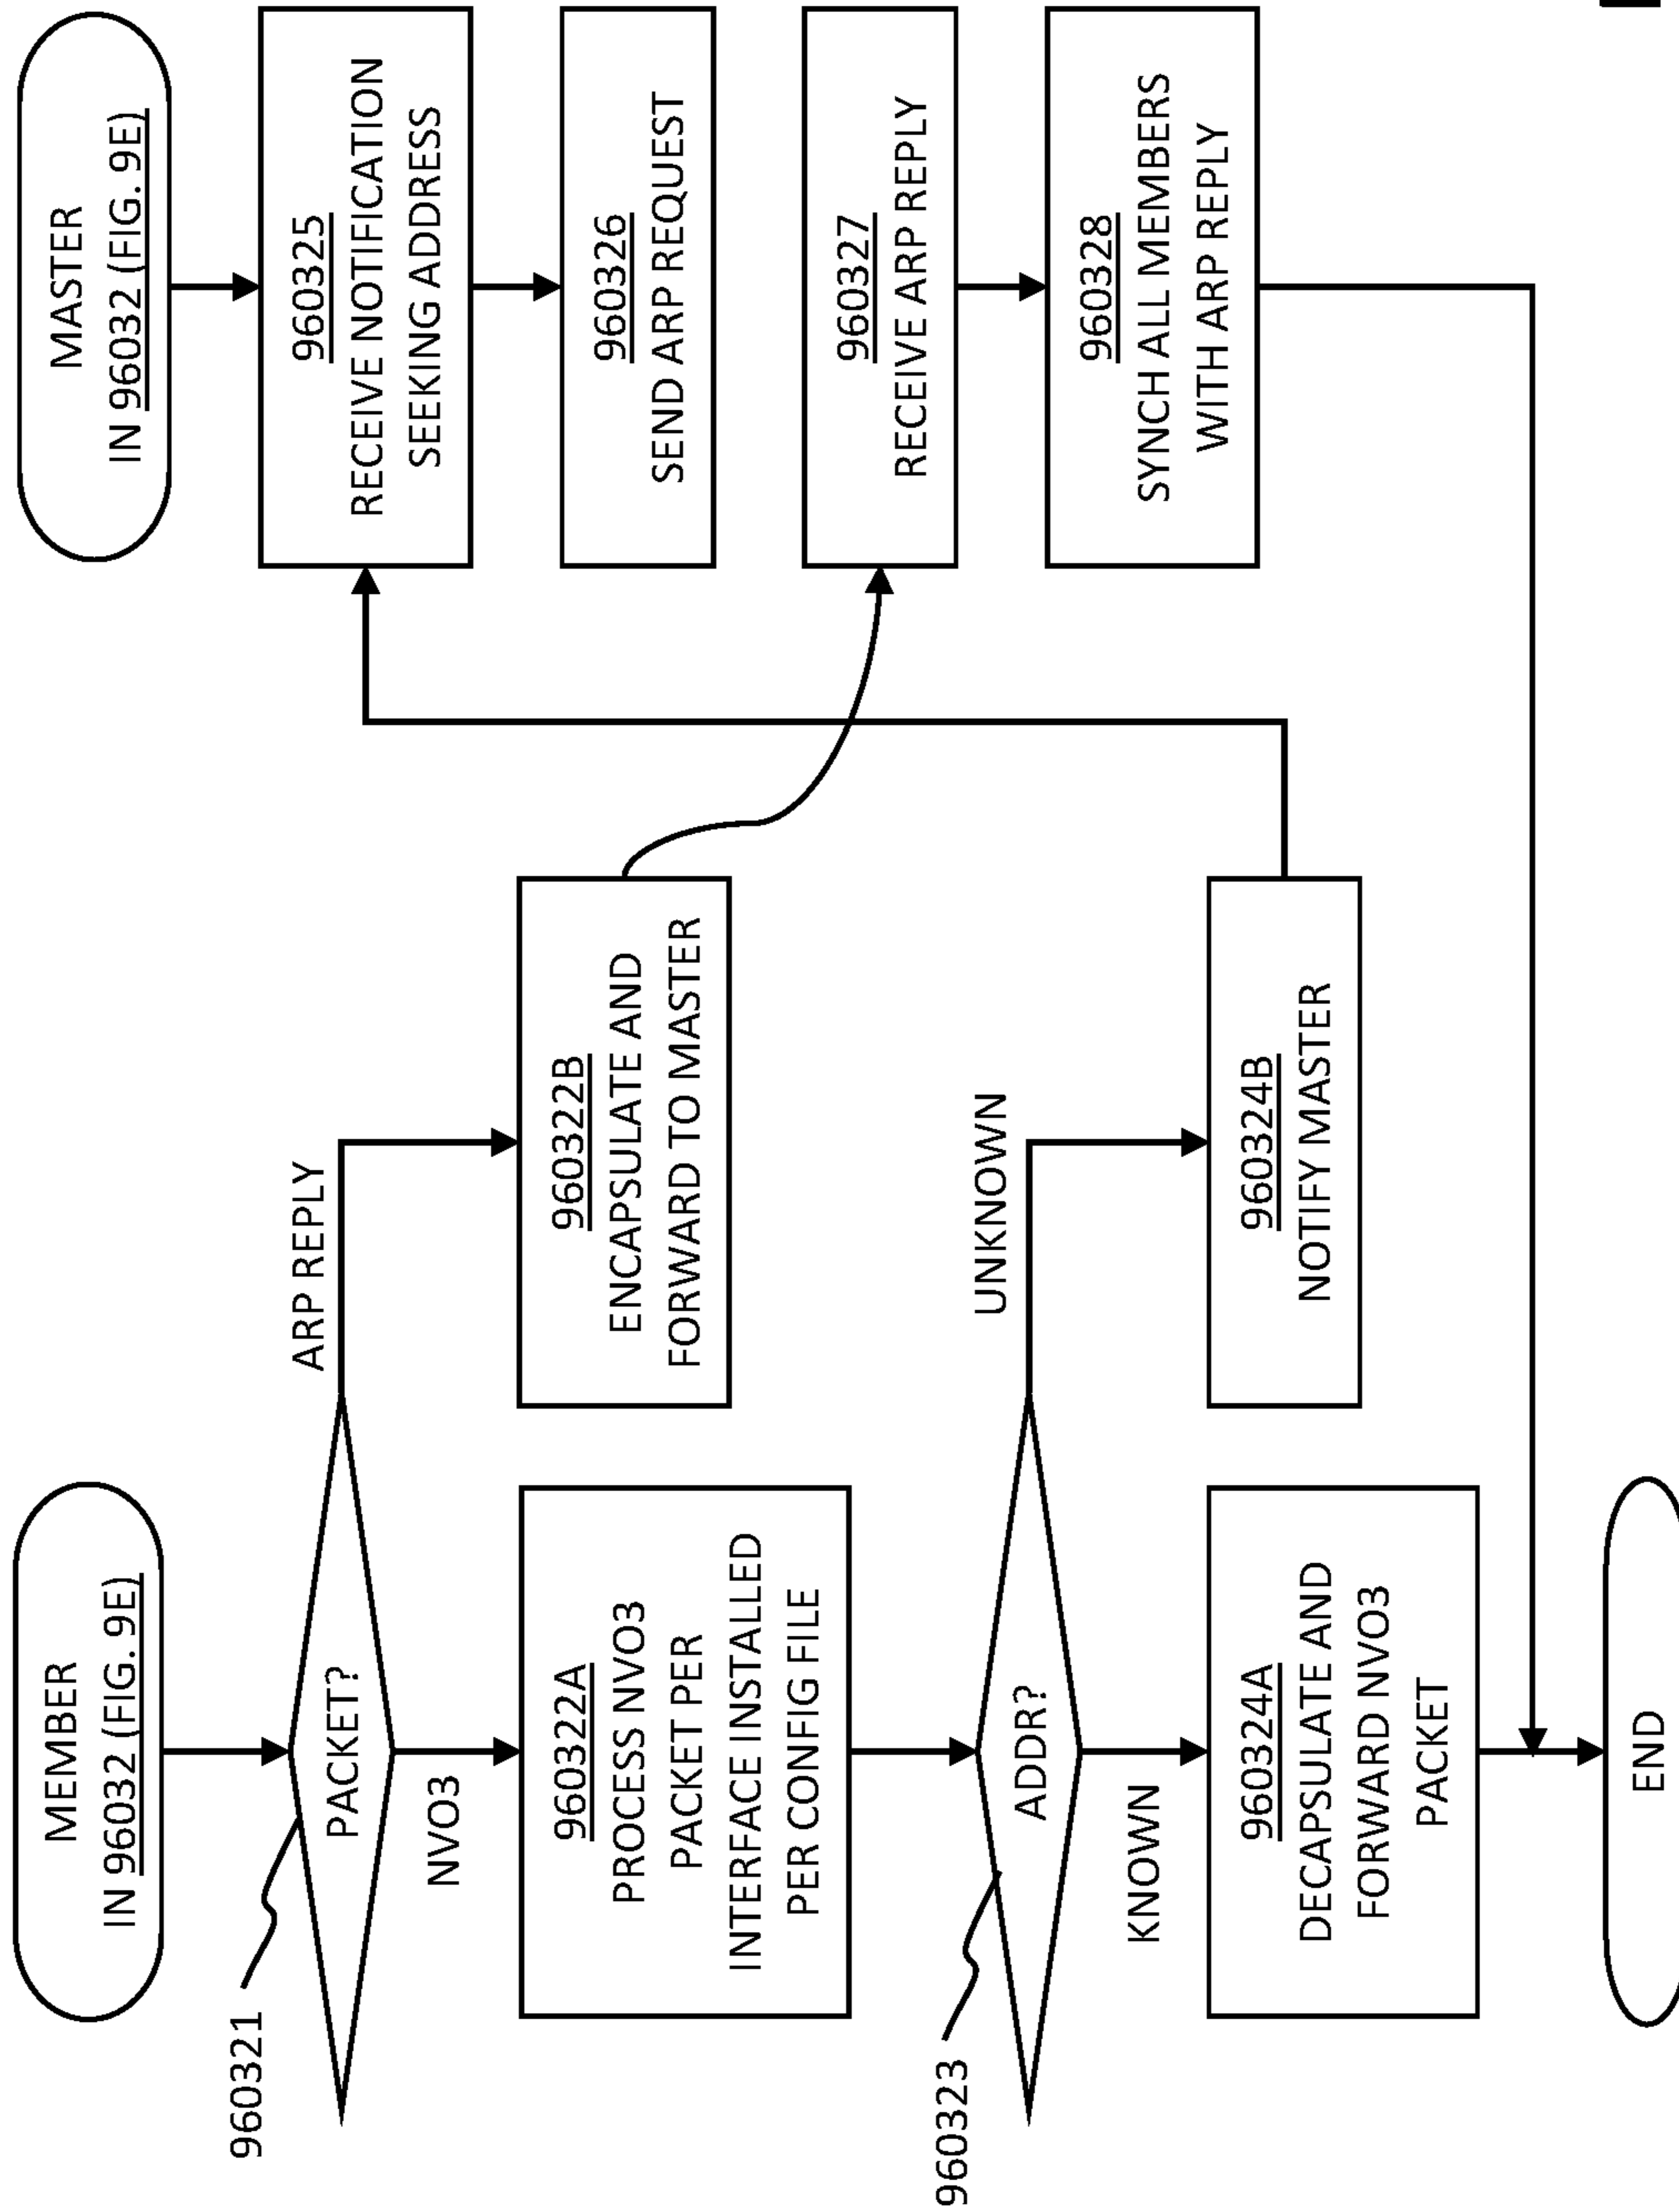 MEMBER
IN 96032 (FIG. 9E)
960321
PACKET?
ARP REPLY
NVO3
960322A
PROCESS NVO3
PACKET PER
INTERFACE INSTALLED
PER CONFIG FILE
960322B
ENCAPSULATE AND
FORWARD TO MASTER
960323
ADDR?
UNKNOWN
KNOWN
960324A
DECAPSULATE AND
FORWARD NVO3
PACKET
960324B
NOTIFY MASTER
END
MASTER
IN 96032 (FIG. 9E)
960325
RECEIVE NOTIFICATION
SEEKING ADDRESS
960326
SEND ARP REQUEST
960327
RECEIVE ARP REPLY
960328
SYNCH ALL MEMBERS
WITH ARP REPLY